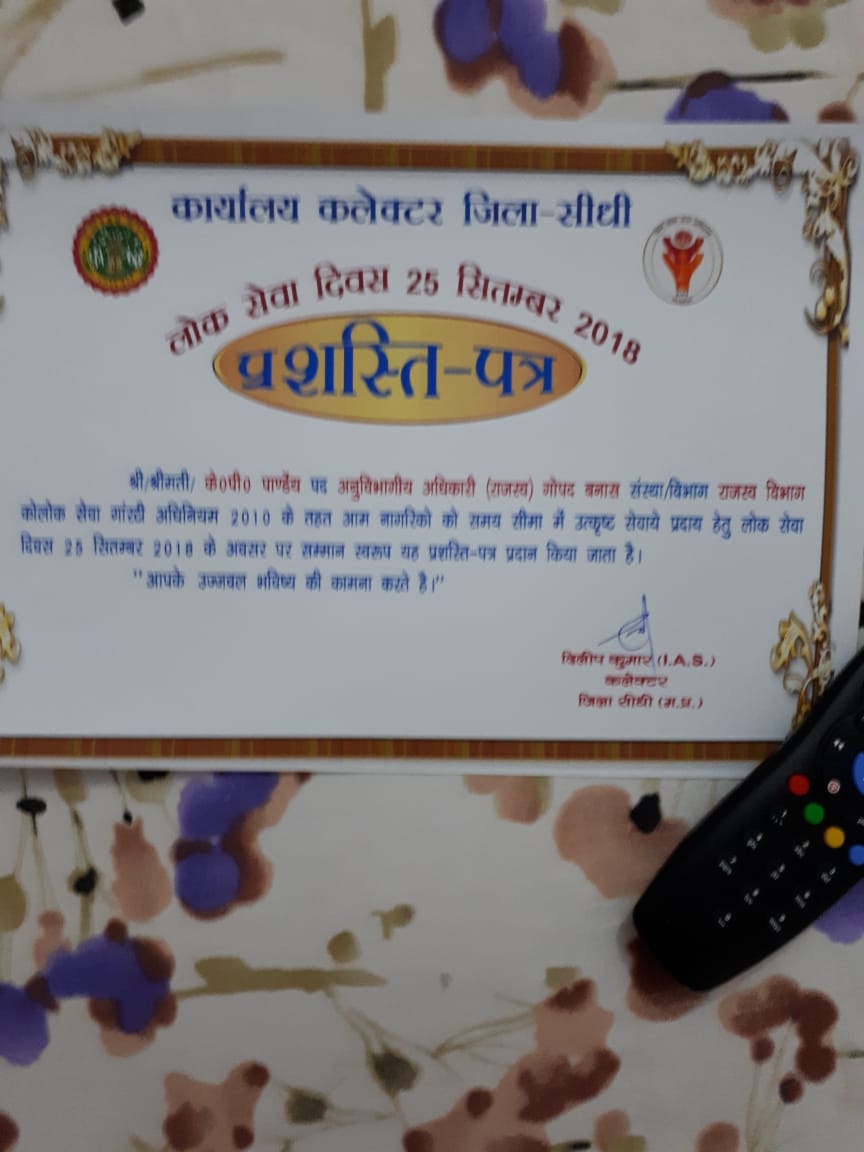 कार्यालय कलेक्टर जिला-सीधी
लोक सेवा दिवस 25 सितम्बर 2018
प्रशस्ति-पत्र
श्री/श्रीमती/ के0पी0 पाण्डेय पद अनुविभागीय अधिकारी (राजस्व) गोपद बनास संस्था/विभाग राजस्व विभाग
कोलोक सेवा गांरटी अधिनियम 2010 के तहत आम नागरिको को समय सीमा में उत्कृष्ट सेवाये प्रदाय हेतु लोक सेवा
दिवस 25 सितम्बर 2018 के अवसर पर सम्मान स्वरूप यह प्रशस्ति-पत्र प्रदान किया जाता है।
"आपके उज्जवल भविष्य की कामना करते है।"
दिलीप कुमार (I.A.S.)
कलेक्टर
जिला सीधी (म.प्र.)